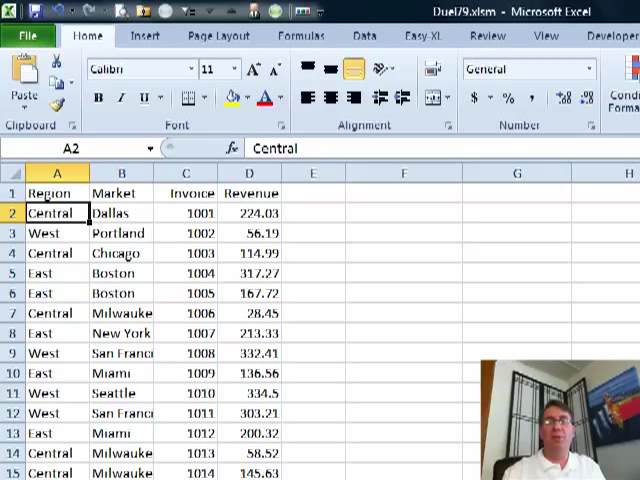 Duel79.xlsm - Microsoft Excel
File Home Insert Page Layout Formulas Data Easy-XL Review View Developer
Calibri 11 General
Paste B I U A $ % ,
Clipboard Font Alignment Number
A2 fx Central
A B C D E F G H
1 Region Market Invoice Revenue
2 Central Dallas 1001 224.03
3 West Portland 1002 56.19
4 Central Chicago 1003 114.99
5 East Boston 1004 317.27
6 East Boston 1005 167.72
7 Central Milwauke 1006 28.45
8 East New York 1007 213.33
9 West San Franci 1008 332.41
10 East Miami 1009 136.56
11 West Seattle 1010 334.5
12 West San Franci 1011 303.21
13 East Miami 1012 200.32
14 Central Milwauke 1013 58.52
15 Central Milwauke 1014 145.63